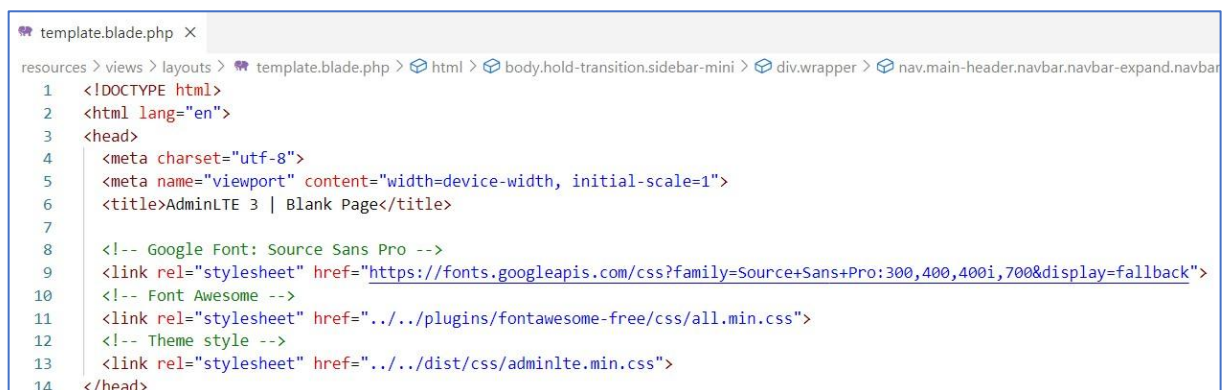 template.blade.php ×
resources > views > layouts > template.blade.php > html > body.hold-transition.sidebar-mini > div.wrapper > nav.main-header.navbar.navbar-expand.navbar
1 <!DOCTYPE html>
2 <html lang="en">
3 <head>
4 <meta charset="utf-8">
5 <meta name="viewport" content="width=device-width, initial-scale=1">
6 <title>AdminLTE 3 | Blank Page</title>
7
8 <!-- Google Font: Source Sans Pro -->
9 <link rel="stylesheet" href="https://fonts.googleapis.com/css?family=Source+Sans+Pro:300,400,400i,700&display=fallback">
10 <!-- Font Awesome -->
11 <link rel="stylesheet" href="../../plugins/fontawesome-free/css/all.min.css">
12 <!-- Theme style -->
13 <link rel="stylesheet" href="../../dist/css/adminlte.min.css">
14 </head>